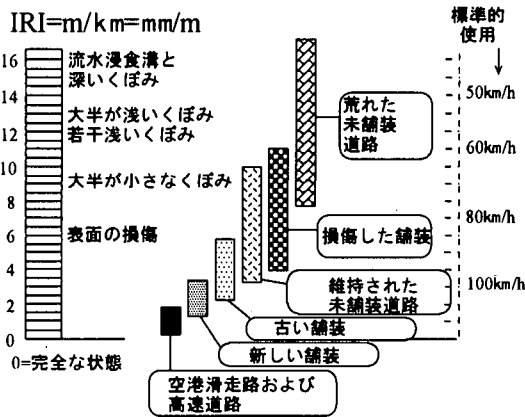 IRI=m/km=mm/m
標準的
使用
16
14
12
10
8
6
4
2
0
流水浸食溝と
深いくぼみ
大半が浅いくぼみ
若干浅いくぼみ
大半が小さなくぼみ
表面の損傷
0=完全な状態
50km/h
60km/h
80km/h
100km/h
荒れた
未舗装
道路
損傷した舗装
維持された
未舗装道路
古い舗装
新しい舗装
空港滑走路および
高速道路